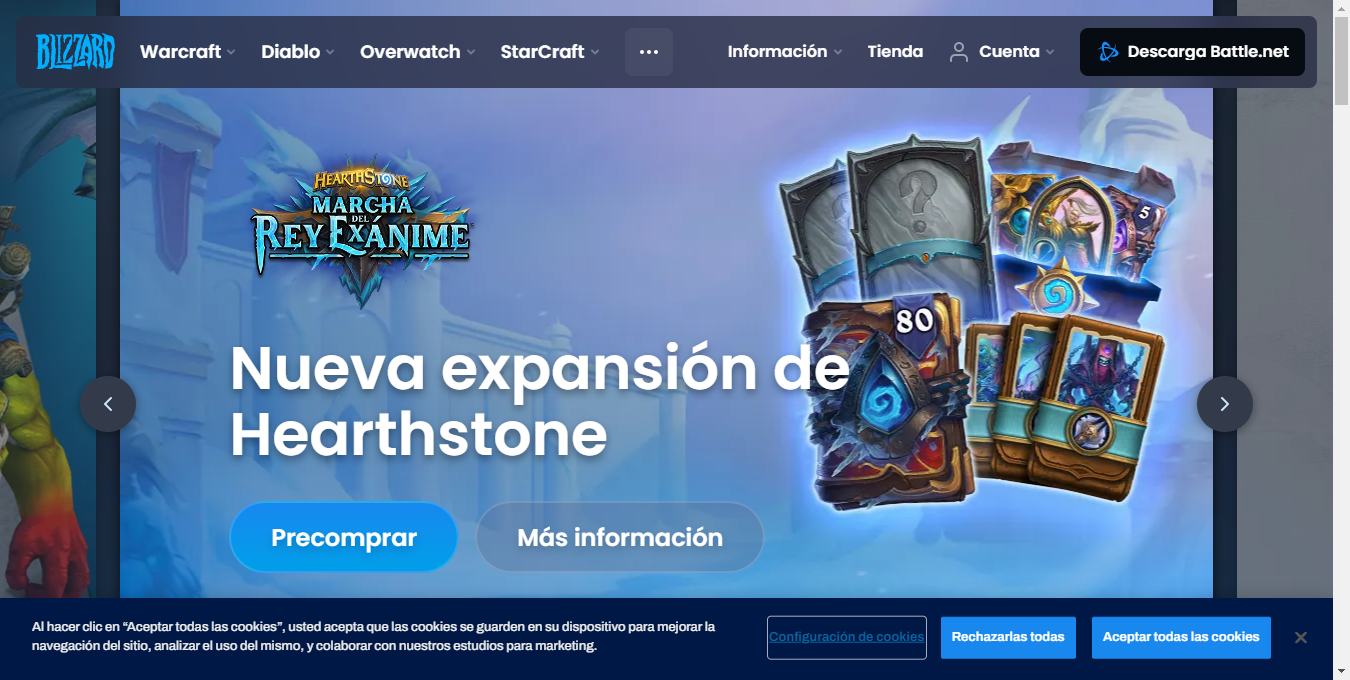 BLIZZARD
Warcraft
Diablo
Overwatch
StarCraft
Información
Tienda
Cuenta
Descarga Battle.net
HEARTHSTONE
MARCHA
DEL
REY EXÁNIME
5
80
Nueva expansión de
Hearthstone
Precomprar
Más información
Al hacer clic en “Aceptar todas las cookies”, usted acepta que las cookies se guarden en su dispositivo para mejorar la
navegación del sitio, analizar el uso del mismo, y colaborar con nuestros estudios para marketing.
Configuración de cookies
Rechazarlas todas
Aceptar todas las cookies